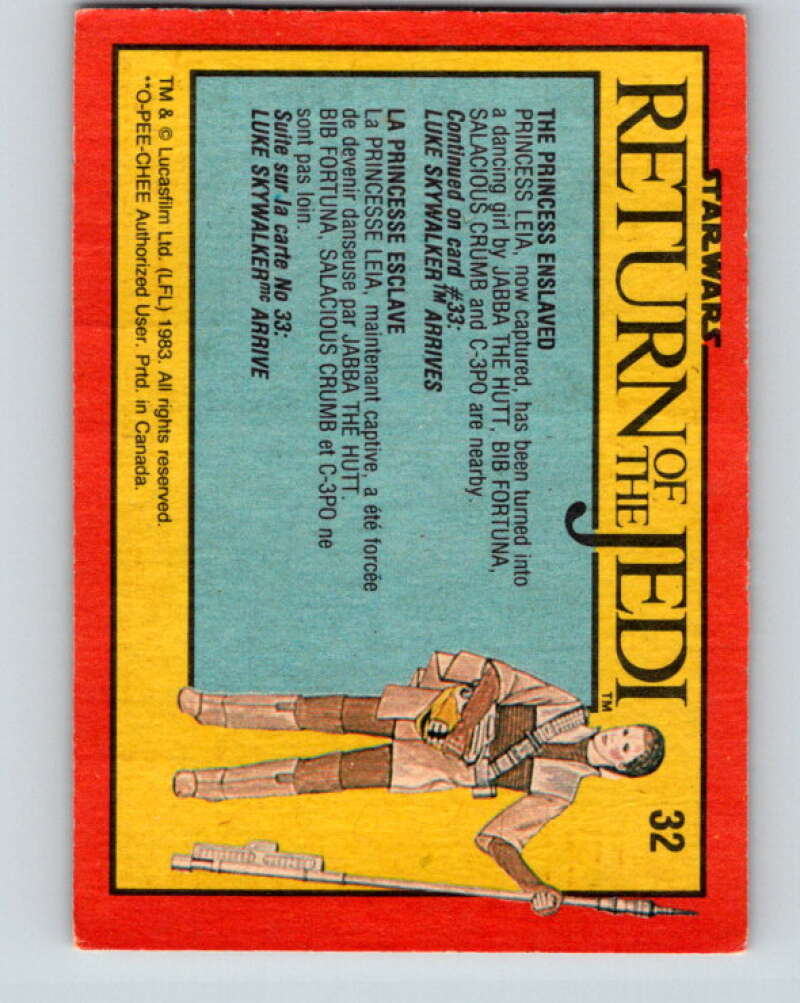 STAR WARS
RETURN OF THE JEDI TM
32
THE PRINCESS ENSLAVED
PRINCESS LEIA, now captured, has been turned into
a dancing girl by JABBA THE HUTT. BIB FORTUNA,
SALACIOUS CRUMB and C-3PO are nearby.
Continued on card #33:
LUKE SKYWALKER TM ARRIVES
LA PRINCESSE ESCLAVE
La PRINCESSE LEIA, maintenant captive, a été forcée
de devenir danseuse par JABBA THE HUTT.
BIB FORTUNA, SALACIOUS CRUMB et C-3PO ne
sont pas loin.
Suite sur la carte No 33:
LUKE SKYWALKER mc ARRIVE
TM & © Lucasfilm Ltd. (LFL) 1983. All rights reserved.
**O-PEE-CHEE Authorized User. Prtd. in Canada.